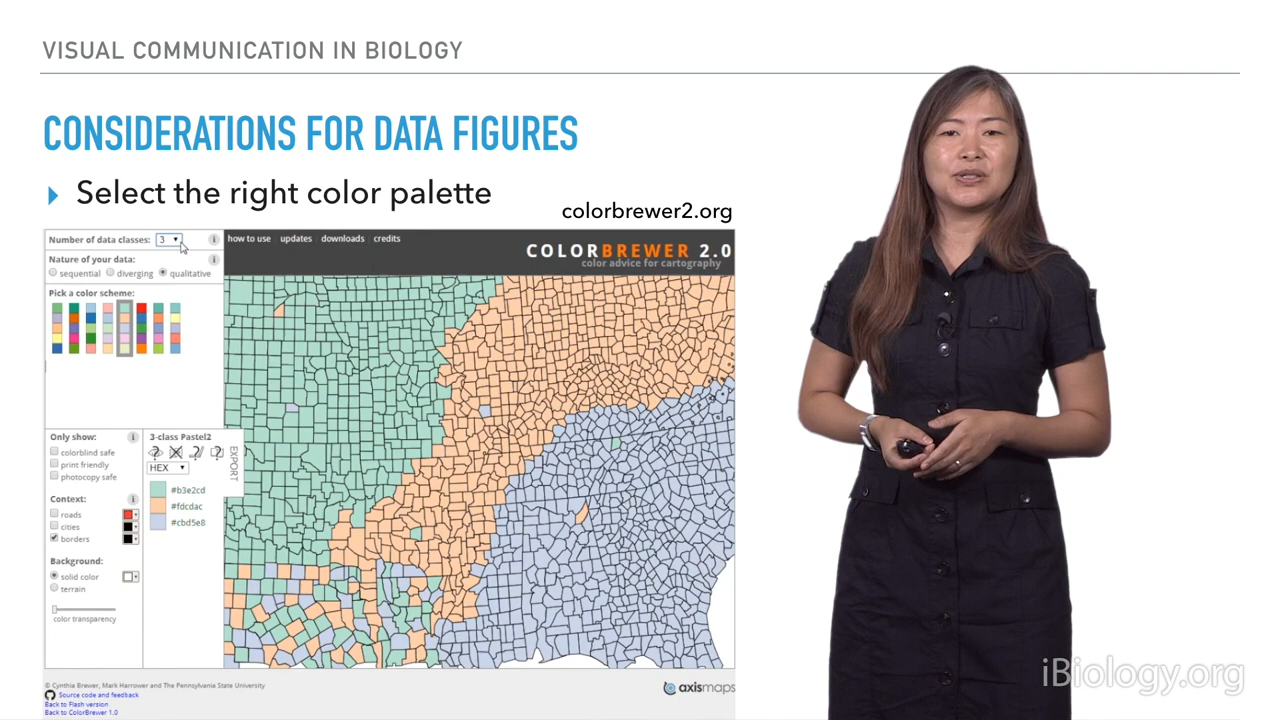 VISUAL COMMUNICATION IN BIOLOGY
CONSIDERATIONS FOR DATA FIGURES
Select the right color palette
colorbrewer2.org
Number of data classes: 3
how to use updates downloads credits
COLORBREWER 2.0
color advice for cartography
Nature of your data:
sequential diverging qualitative
Pick a color scheme:
Only show:
colorblind safe
print friendly
photocopy safe
Context:
roads
cities
borders
Background:
solid color
terrain
color transparency
3-class Pastel2
HEX
EXPORT
#b3e2cd
#fdcdac
#cbd5e8
© Cynthia Brewer, Mark Harrower and The Pennsylvania State University
Source code and feedback
Back to Flash version
Back to ColorBrewer 1.0
axismaps
iBiology.org